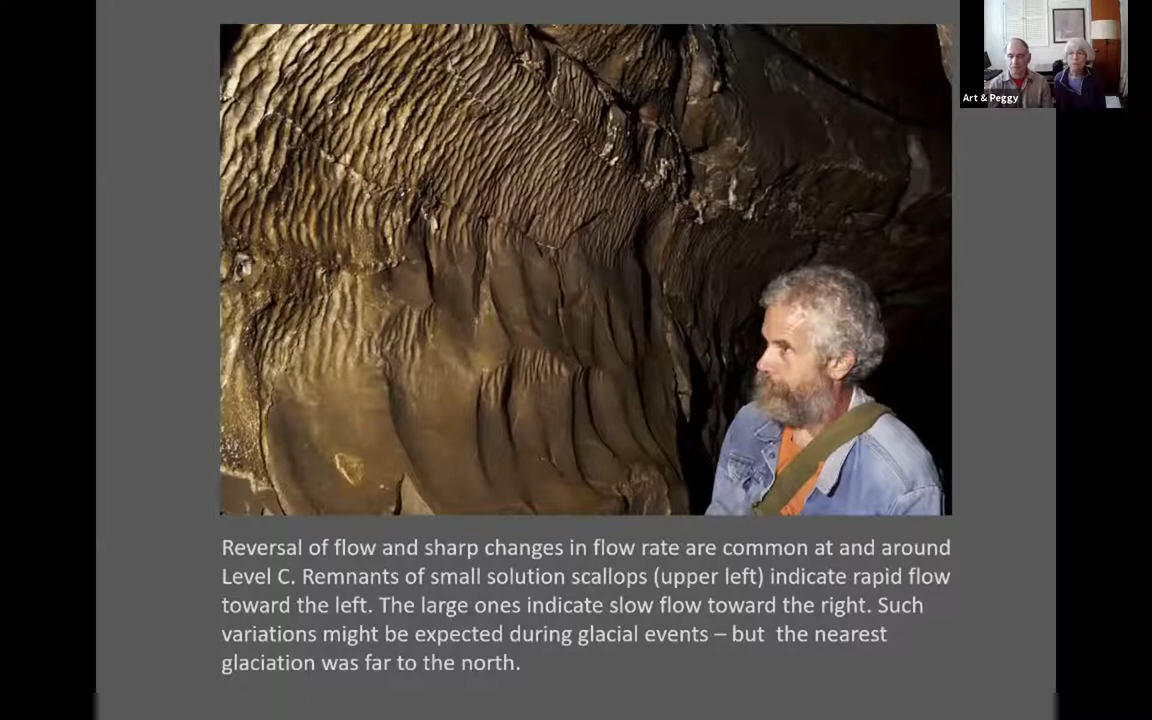 Art & Peggy
Reversal of flow and sharp changes in flow rate are common at and around
Level C. Remnants of small solution scallops (upper left) indicate rapid flow
toward the left. The large ones indicate slow flow toward the right. Such
variations might be expected during glacial events – but  the nearest
glaciation was far to the north.